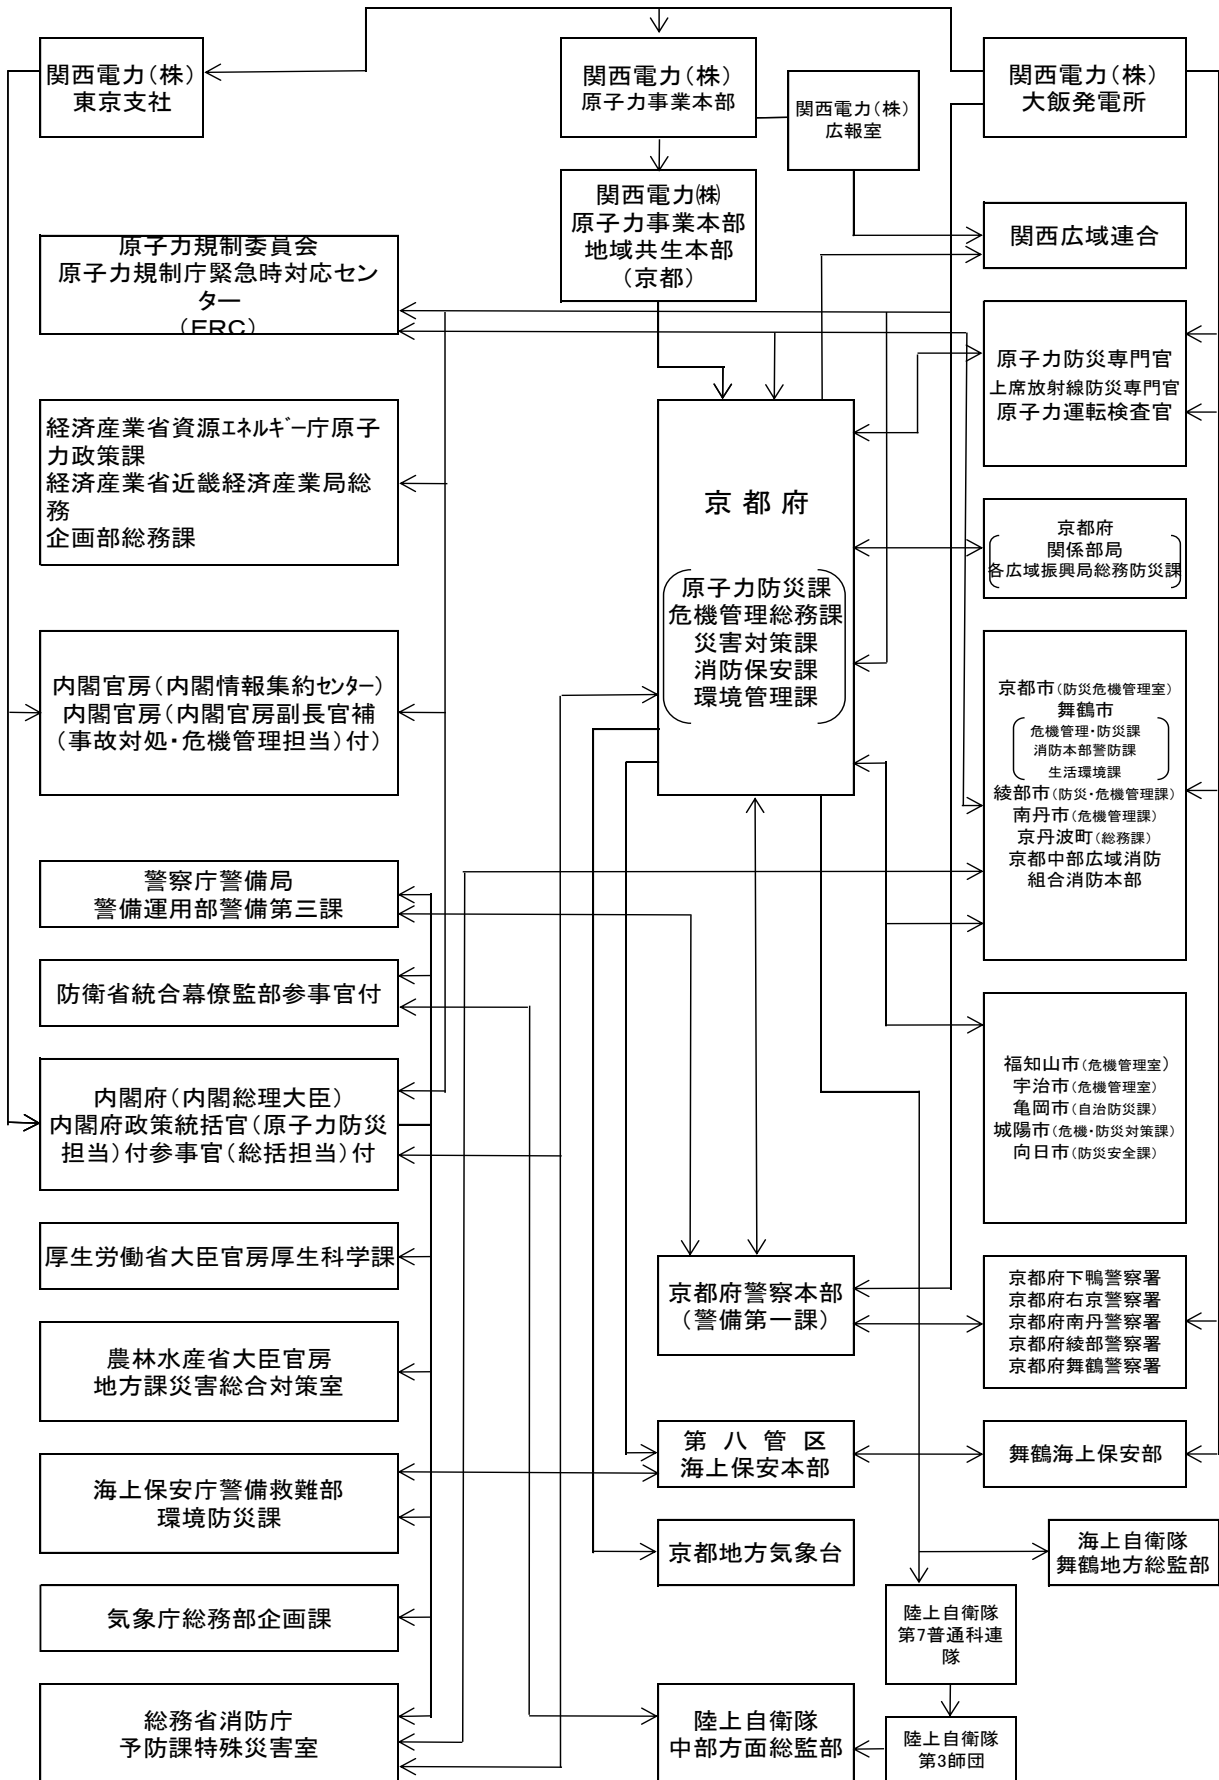 関西電力（株）
東京支社
関西電力（株）
原子力事業本部
関西電力（株）
広報室
関西電力（株）
大飯発電所
関西電力㈱
原子力事業本部
地域共生本部
（京都）
関西広域連合
原子力規制委員会
原子力規制庁緊急時対応セン
ター
（ERC）
原子力防災専門官
上席放射線防災専門官
原子力運転検査官
経済産業省資源エネルギー庁原子
力政策課
経済産業省近畿経済産業局総
務
企画部総務課
京都府
原子力防災課
危機管理総務課
災害対策課
消防保安課
環境管理課
京都府
関係部局
各広域振興局総務防災課
内閣官房（内閣情報集約センター）
内閣官房（内閣官房副長官補
（事故対処・危機管理担当）付）
京都市（防災危機管理室）
舞鶴市
危機管理・防災課
消防本部警防課
生活環境課
綾部市（防災・危機管理課）
南丹市（危機管理課）
京丹波町（総務課）
京都中部広域消防
組合消防本部
警察庁警備局
警備運用部警備第三課
防衛省統合幕僚監部参事官付
内閣府（内閣総理大臣）
内閣府政策統括官（原子力防災
担当）付参事官（総括担当）付
福知山市（危機管理室）
宇治市（危機管理室）
亀岡市（自治防災課）
城陽市（危機・防災対策課）
向日市（防災安全課）
厚生労働省大臣官房厚生科学課
京都府警察本部
（警備第一課）
京都府下鴨警察署
京都府右京警察署
京都府南丹警察署
京都府綾部警察署
京都府舞鶴警察署
農林水産省大臣官房
地方課災害総合対策室
海上保安庁警備救難部
環境防災課
第八管区
海上保安本部
舞鶴海上保安部
京都地方気象台
海上自衛隊
舞鶴地方総監部
気象庁総務部企画課
陸上自衛隊
第7普通科連
隊
総務省消防庁
予防課特殊災害室
陸上自衛隊
中部方面総監部
陸上自衛隊
第3師団